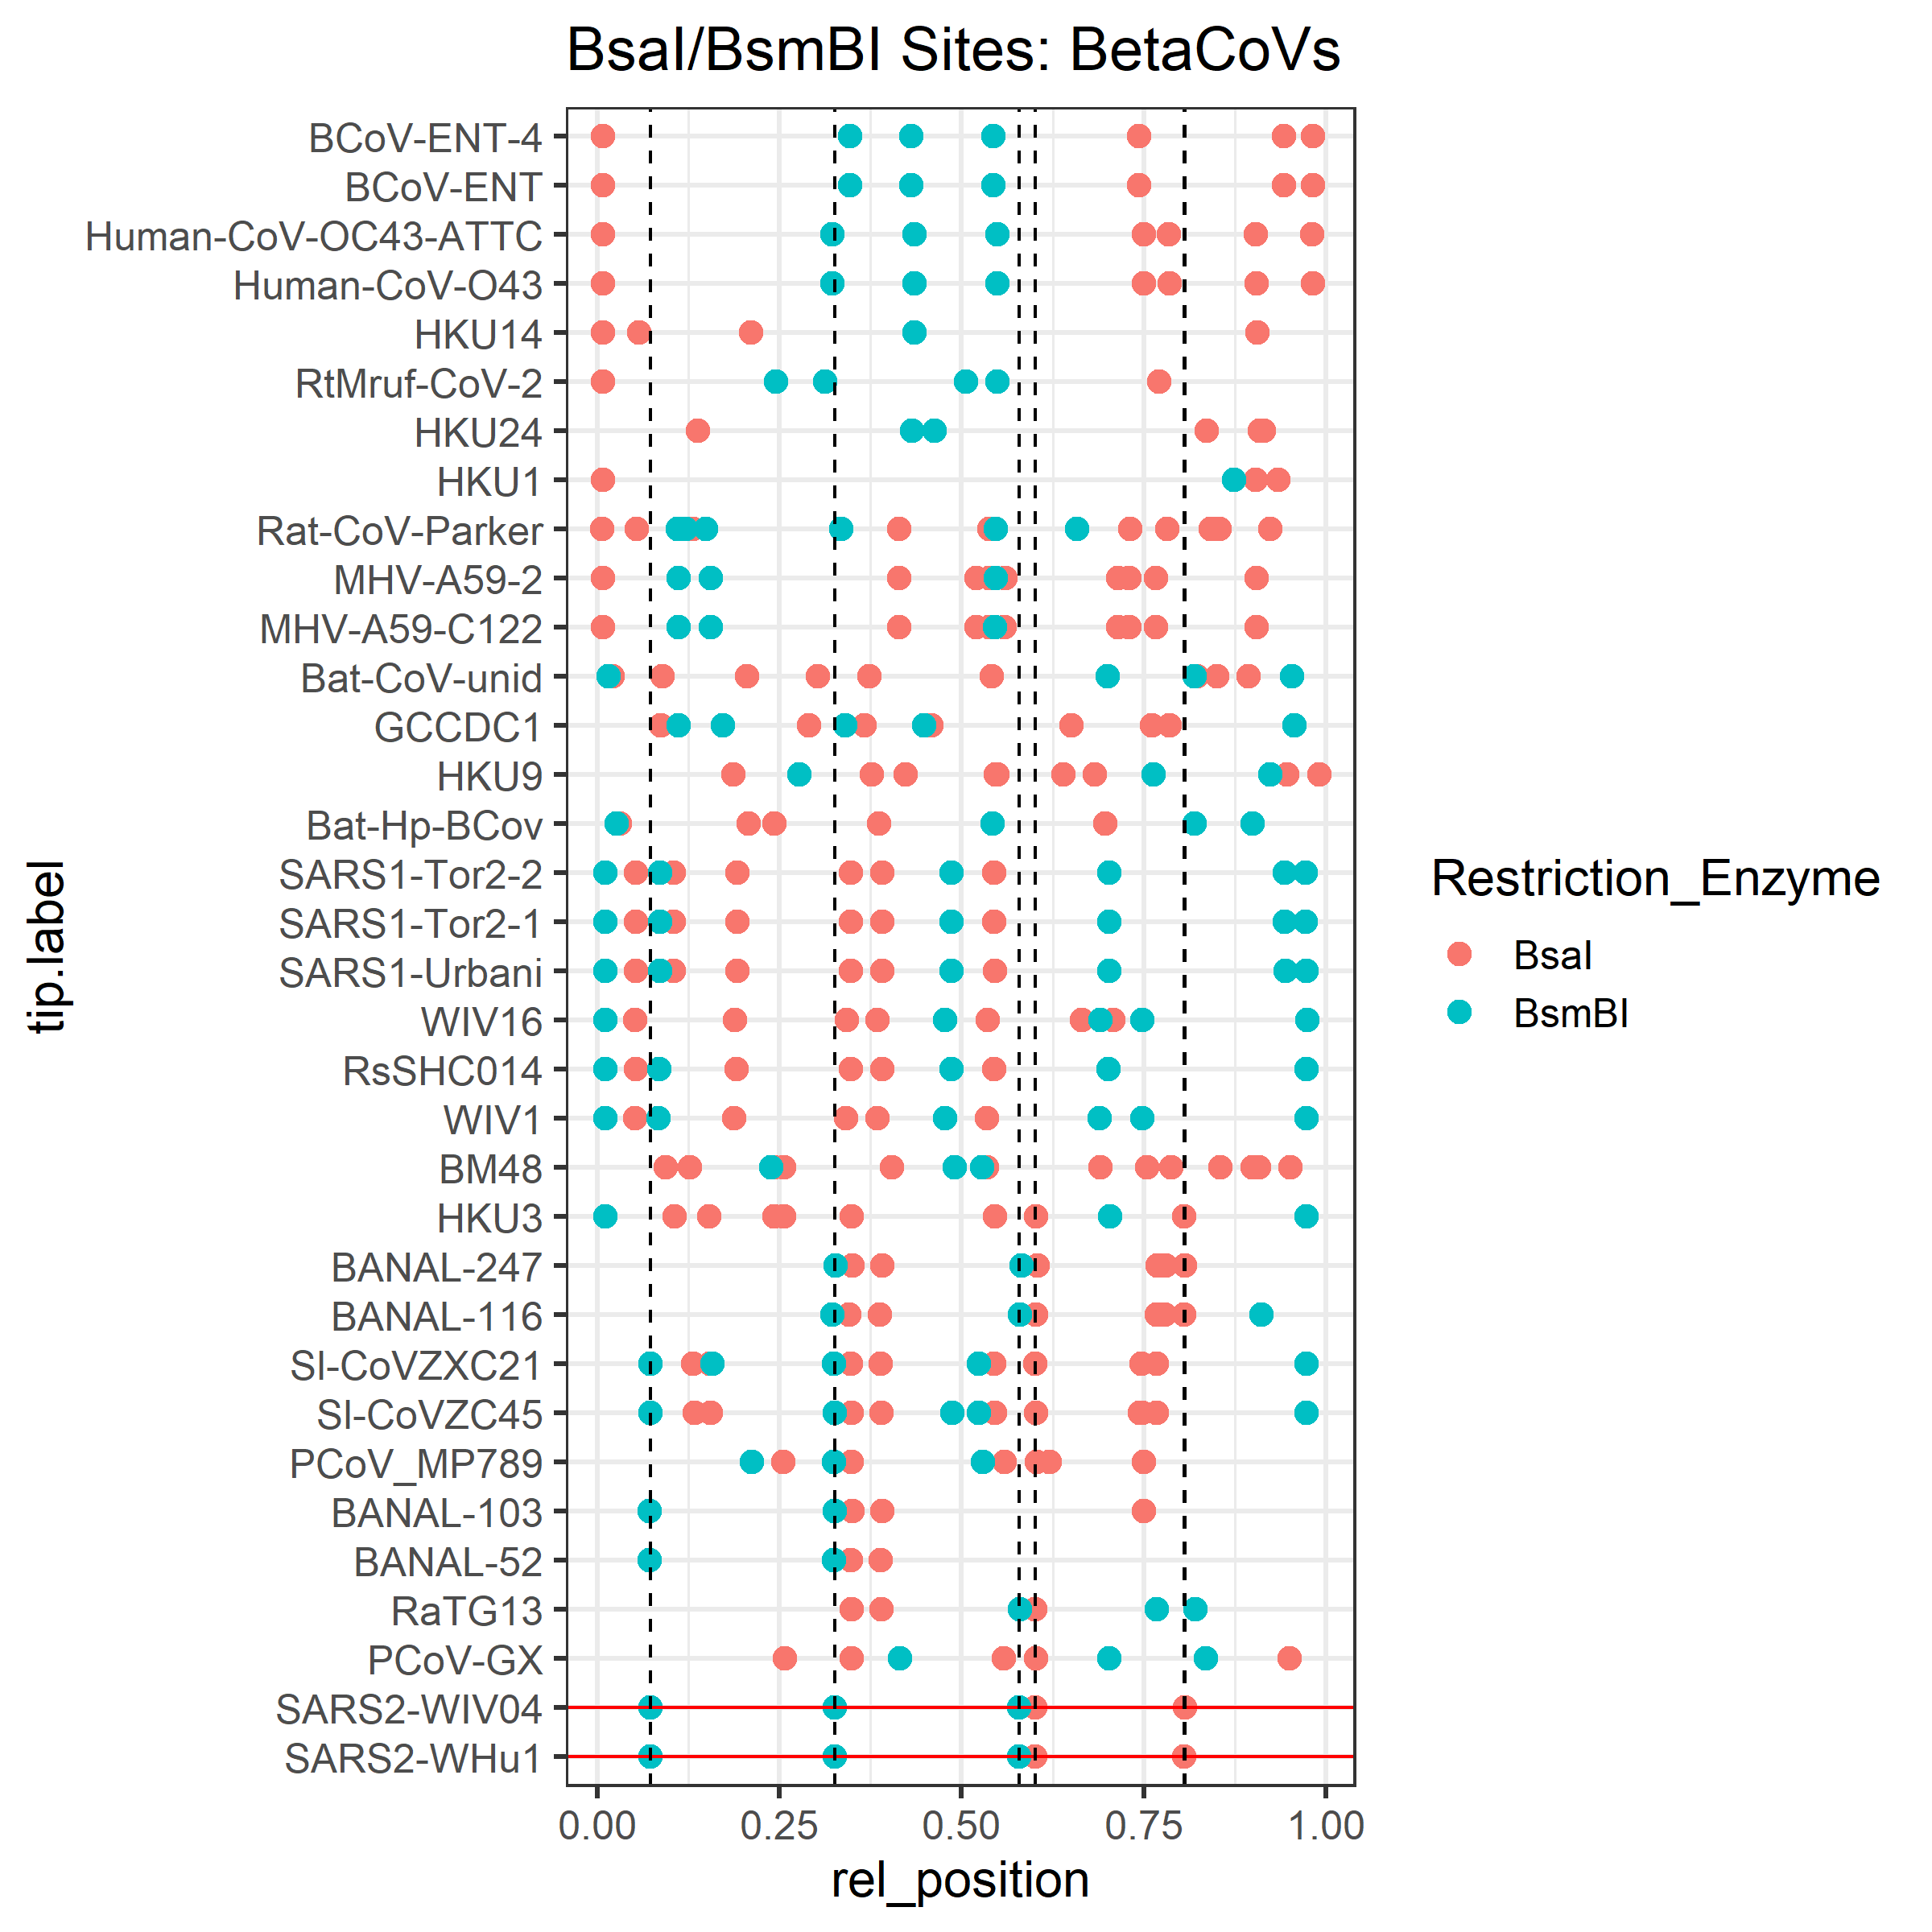 BsaI/BsmBI Sites: BetaCoVs
BCoV-ENT-4
BCoV-ENT
Human-CoV-OC43-ATTC
Human-CoV-O43
HKU14
RtMruf-CoV-2
HKU24
HKU1
Rat-CoV-Parker
MHV-A59-2
MHV-A59-C122
Bat-CoV-unid
GCCDC1
HKU9
Bat-Hp-BCov
SARS1-Tor2-2
SARS1-Tor2-1
SARS1-Urbani
WIV16
RsSHC014
WIV1
BM48
HKU3
BANAL-247
BANAL-116
Sl-CoVZXC21
Sl-CoVZC45
PCoV_MP789
BANAL-103
BANAL-52
RaTG13
PCoV-GX
SARS2-WIV04
SARS2-WHu1
tip.label
0.00 0.25 0.50 0.75 1.00
rel_position
Restriction_Enzyme
BsaI
BsmBI